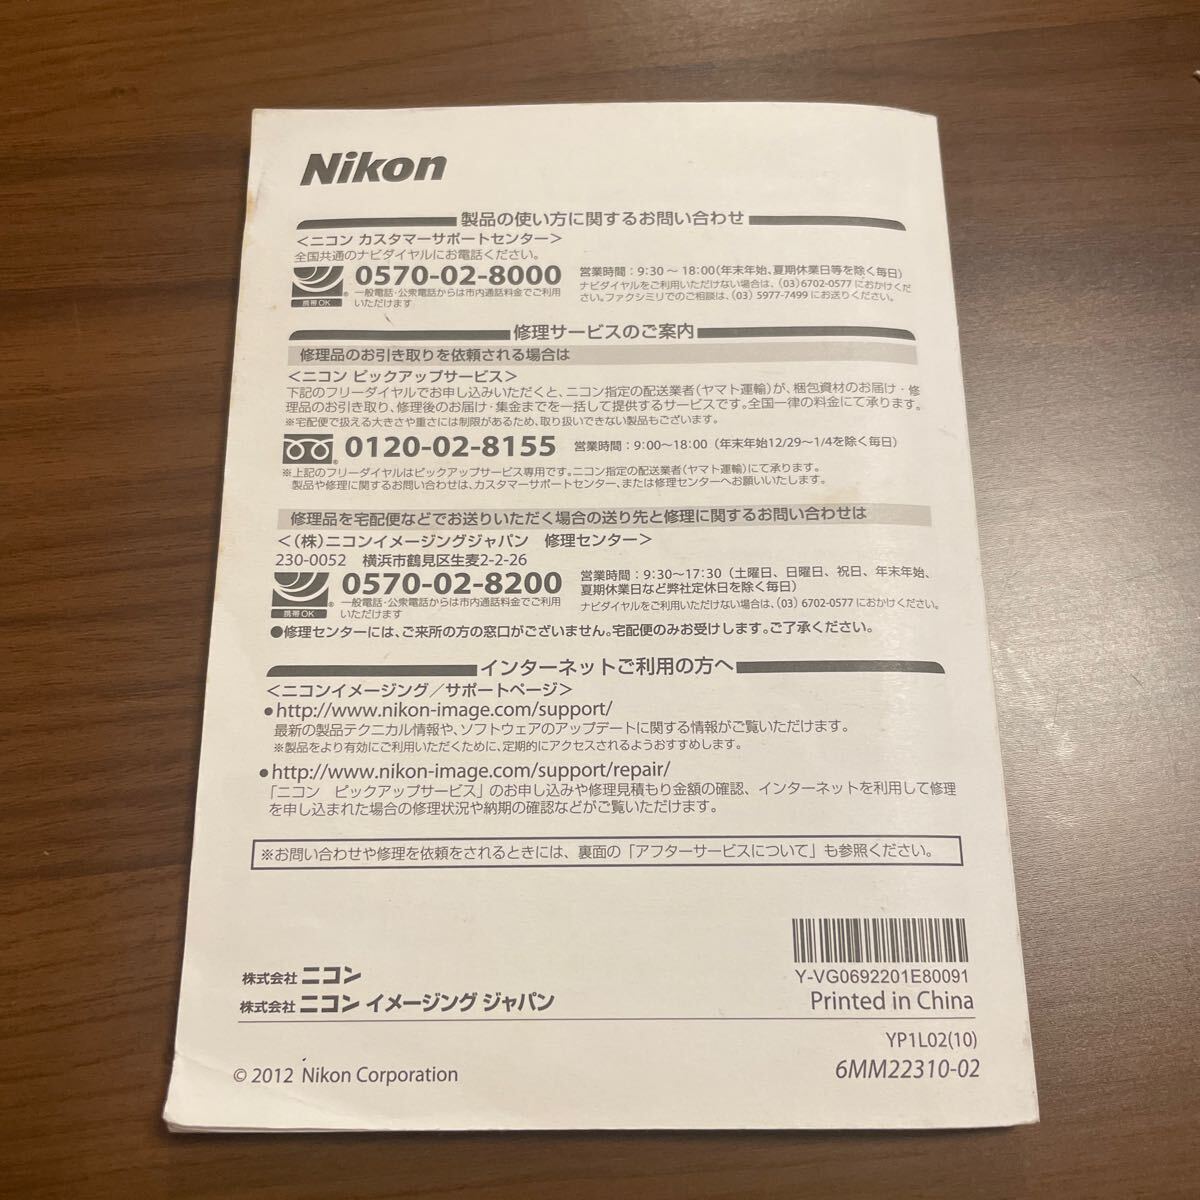 Nikon
製品の使い方に関するお問い合わせ
＜ニコン カスタマーサポートセンター＞
全国共通のナビダイヤルにお電話ください。
0570-02-8000
携帯OK
一般電話・公衆電話からは市内通話料金でご利用
いただけます
営業時間：9:30～18:00(年末年始、夏期休業日等を除く毎日)
ナビダイヤルをご利用いただけない場合は、(03)6702-0577におかけくだ
さい。ファクシミリでのご相談は、(03) 5977-7499にお送りください。
修理サービスのご案内
修理品のお引き取りを依頼される場合は
＜ニコン ピックアップサービス＞
下記のフリーダイヤルでお申し込みいただくと、ニコン指定の配送業者(ヤマト運輸)が、梱包資材のお届け・修
理品のお引き取り、修理後のお届け・集金までを一括して提供するサービスです。全国一律の料金にて承ります。
※宅配便で扱える大きさや重さには制限があるため、取り扱いできない製品もございます。
0120-02-8155
営業時間：9:00～18:00（年末年始12/29～1/4を除く毎日）
※上記のフリーダイヤルはピックアップサービス専用です。ニコン指定の配送業者(ヤマト運輸)にて承ります。
製品や修理に関するお問い合わせは、カスタマーサポートセンター、または修理センターへお願いいたします。
修理品を宅配便などでお送りいただく場合の送り先と修理に関するお問い合わせは
＜(株)ニコンイメージングジャパン　修理センター＞
230-0052　横浜市鶴見区生麦2-2-26
0570-02-8200
携帯OK
一般電話・公衆電話からは市内通話料金でご利用
いただけます
営業時間：9:30～17:30（土曜日、日曜日、祝日、年末年始、
夏期休業日など弊社定休日を除く毎日）
ナビダイヤルをご利用いただけない場合は、(03) 6702-0577におかけください。
●修理センターには、ご来所の方の窓口がございません。宅配便のみお受けします。ご了承ください。
インターネットご利用の方へ
＜ニコンイメージング／サポートページ＞
●http://www.nikon-image.com/support/
最新の製品テクニカル情報や、ソフトウェアのアップデートに関する情報がご覧いただけます。
※製品をより有効にご利用いただくために、定期的にアクセスされるようおすすめします。
●http://www.nikon-image.com/support/repair/
「ニコン　ピックアップサービス」のお申し込みや修理見積もり金額の確認、インターネットを利用して修理
を申し込まれた場合の修理状況や納期の確認などがご覧いただけます。
※お問い合わせや修理を依頼をされるときには、裏面の「アフターサービスについて」も参照ください。
Y-VG0692201E80091
Printed in China
株式会社 ニコン
株式会社 ニコン イメージング ジャパン
YP1L02(10)
6MM22310-02
© 2012 Nikon Corporation